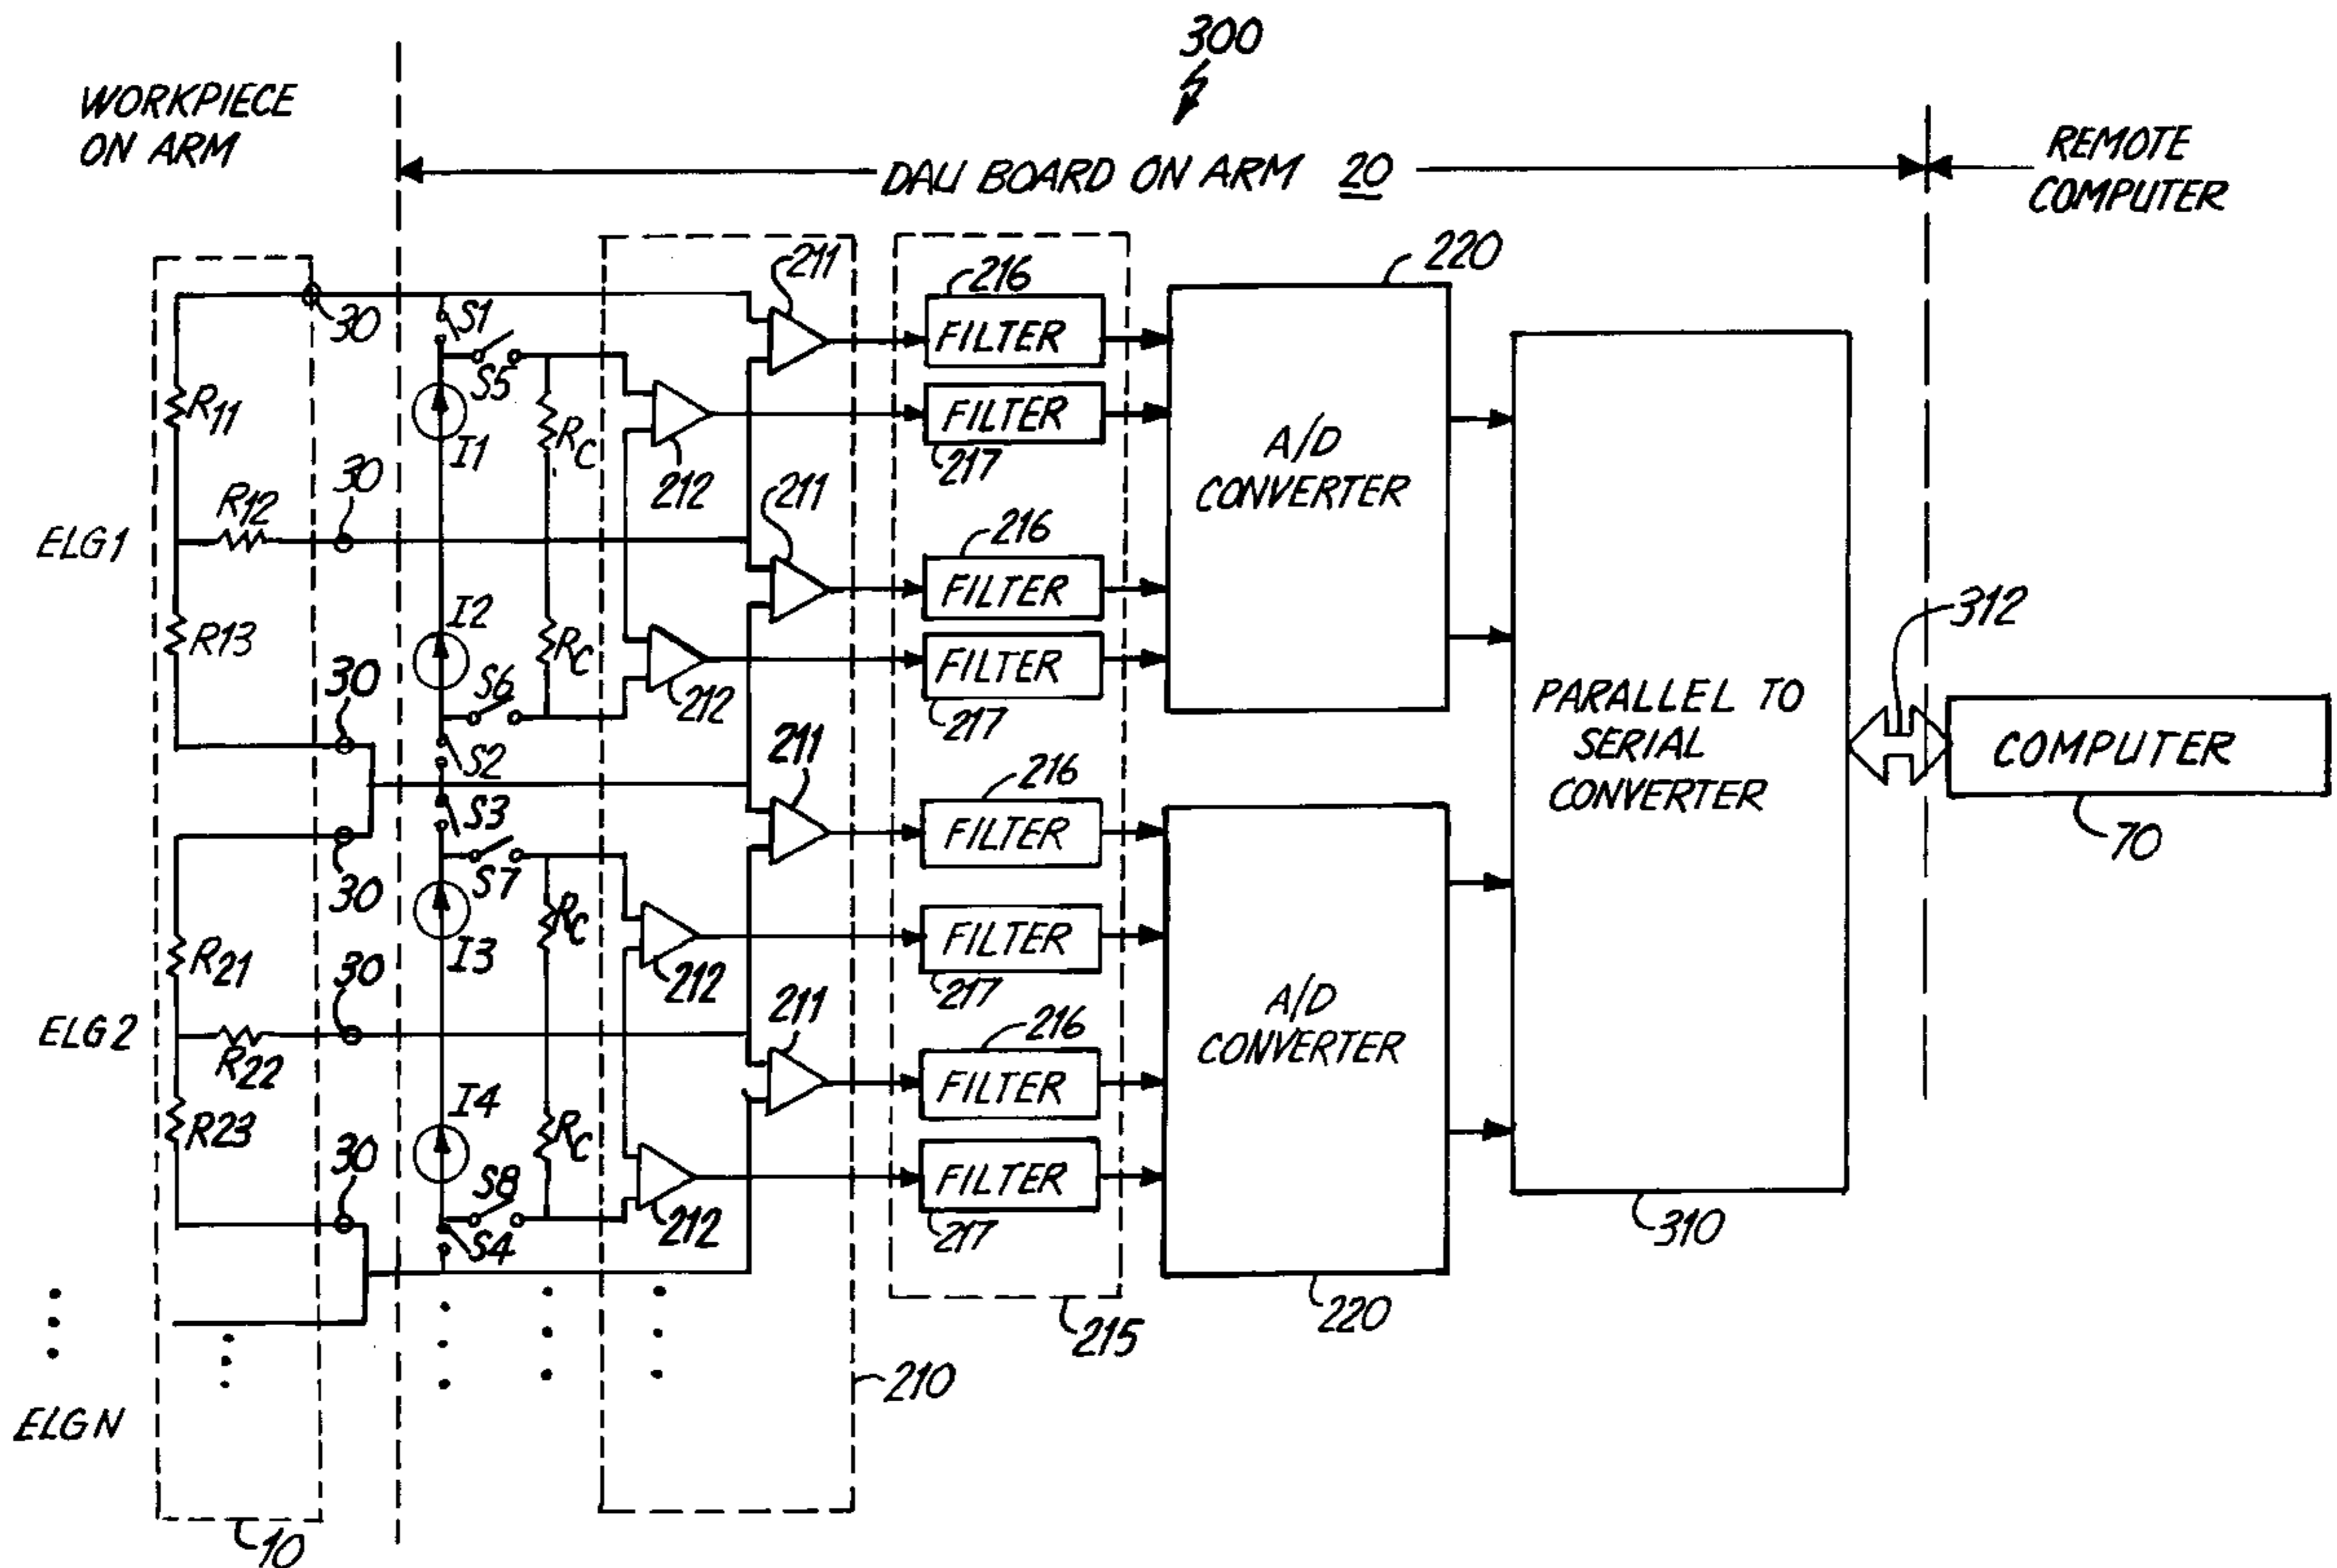 300
WORKPIECE
ON ARM
DAU BOARD ON ARM 20
REMOTE
COMPUTER
30
S1
S5
I1
R11
R12
30
ELG1
R13
30
I2
S6
S2
RC
RC
211
212
211
212
216
FILTER
FILTER
217
216
FILTER
FILTER
217
220
A/D
CONVERTER
PARALLEL TO
SERIAL
CONVERTER
310
312
COMPUTER
70
30
S3
S7
I3
R21
30
ELG2
R22
R23
30
I4
S8
S4
RC
RC
211
212
211
212
216
FILTER
FILTER
217
216
FILTER
FILTER
217
A/D
CONVERTER
220
215
210
ELGN
10